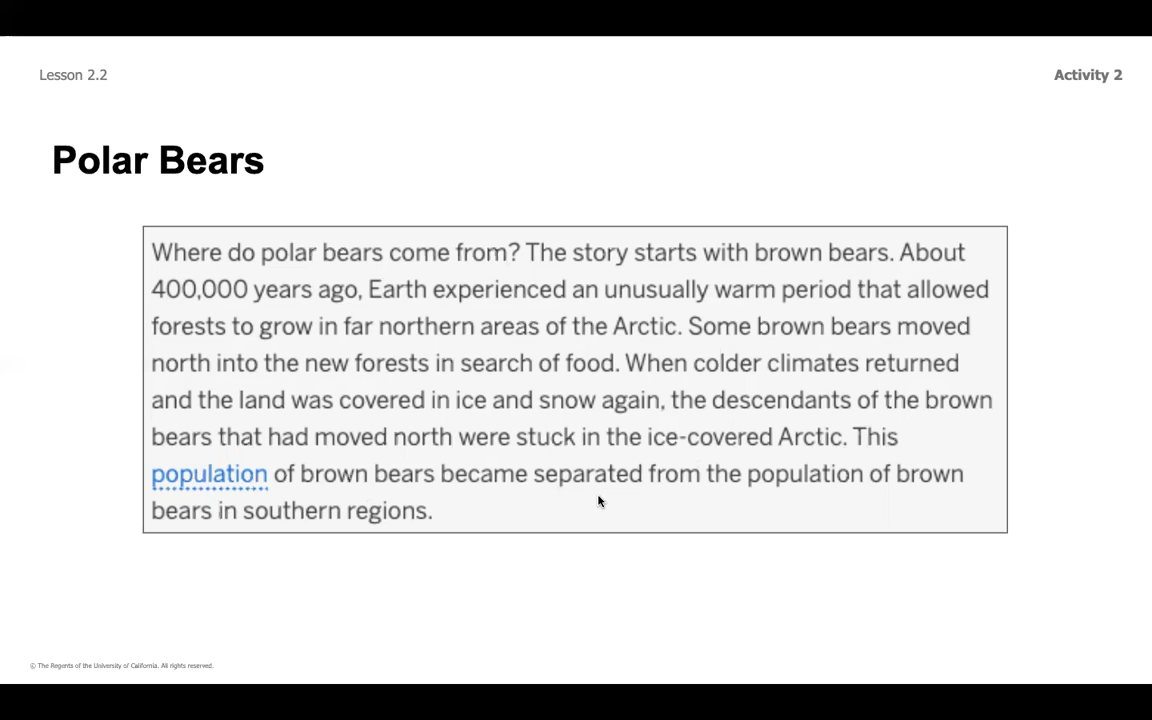 Lesson 2.2
Activity 2
Polar Bears
Where do polar bears come from? The story starts with brown bears. About
400,000 years ago, Earth experienced an unusually warm period that allowed
forests to grow in far northern areas of the Arctic. Some brown bears moved
north into the new forests in search of food. When colder climates returned
and the land was covered in ice and snow again, the descendants of the brown
bears that had moved north were stuck in the ice-covered Arctic. This
population of brown bears became separated from the population of brown
bears in southern regions.
© The Regents of the University of California. All rights reserved.